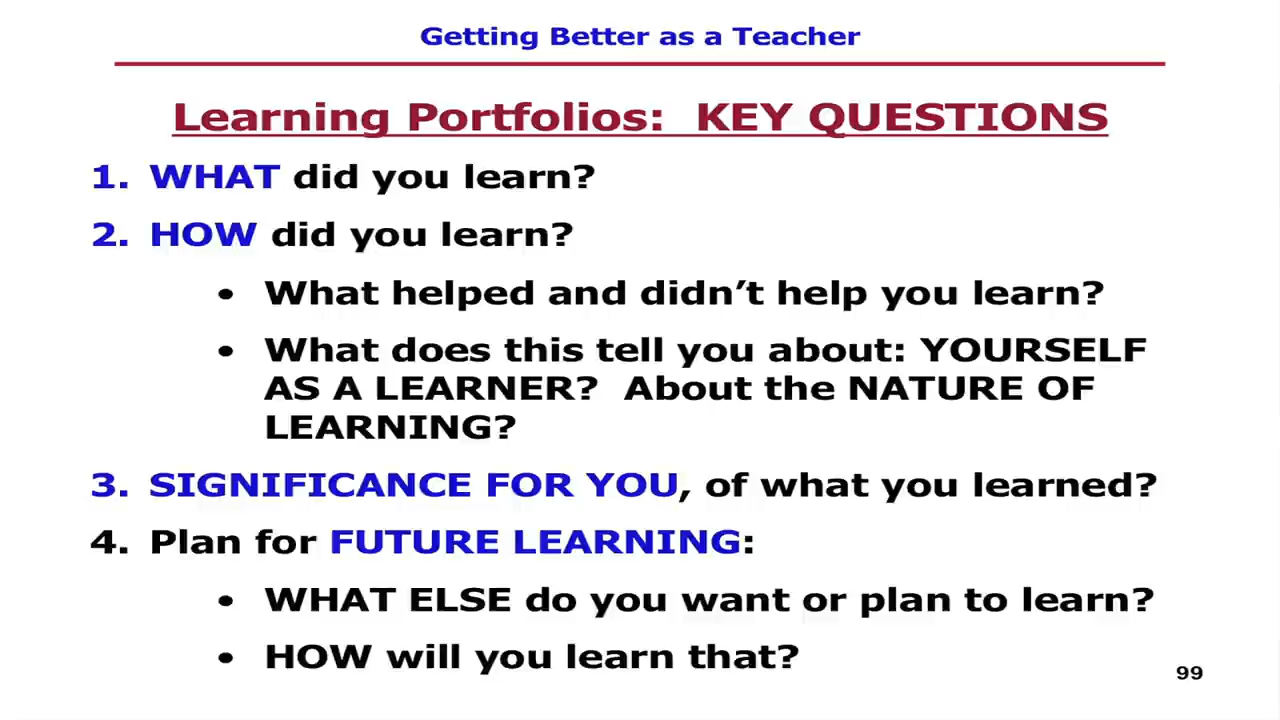 Getting Better as a Teacher
Learning Portfolios:  KEY QUESTIONS
1. WHAT did you learn?
2. HOW did you learn?
• What helped and didn’t help you learn?
• What does this tell you about: YOURSELF
AS A LEARNER?  About the NATURE OF
LEARNING?
3. SIGNIFICANCE FOR YOU, of what you learned?
4. Plan for FUTURE LEARNING:
• WHAT ELSE do you want or plan to learn?
• HOW will you learn that?
99